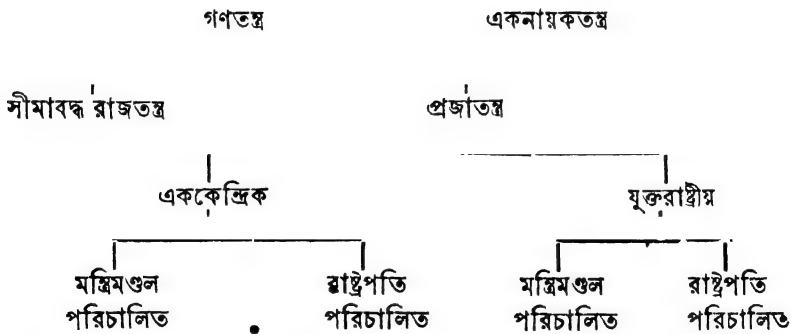 গণতন্ত্র একনায়কতন্ত্র
সীমাবদ্ধ রাজতন্ত্র প্রজাতন্ত্র
এককেন্দ্রিক যুক্তরাষ্ট্রীয়
মন্ত্রিমণ্ডল রাষ্ট্রপতি মন্ত্রিমণ্ডল রাষ্ট্রপতি
পরিচালিত পরিচালিত পরিচালিত পরিচালিত